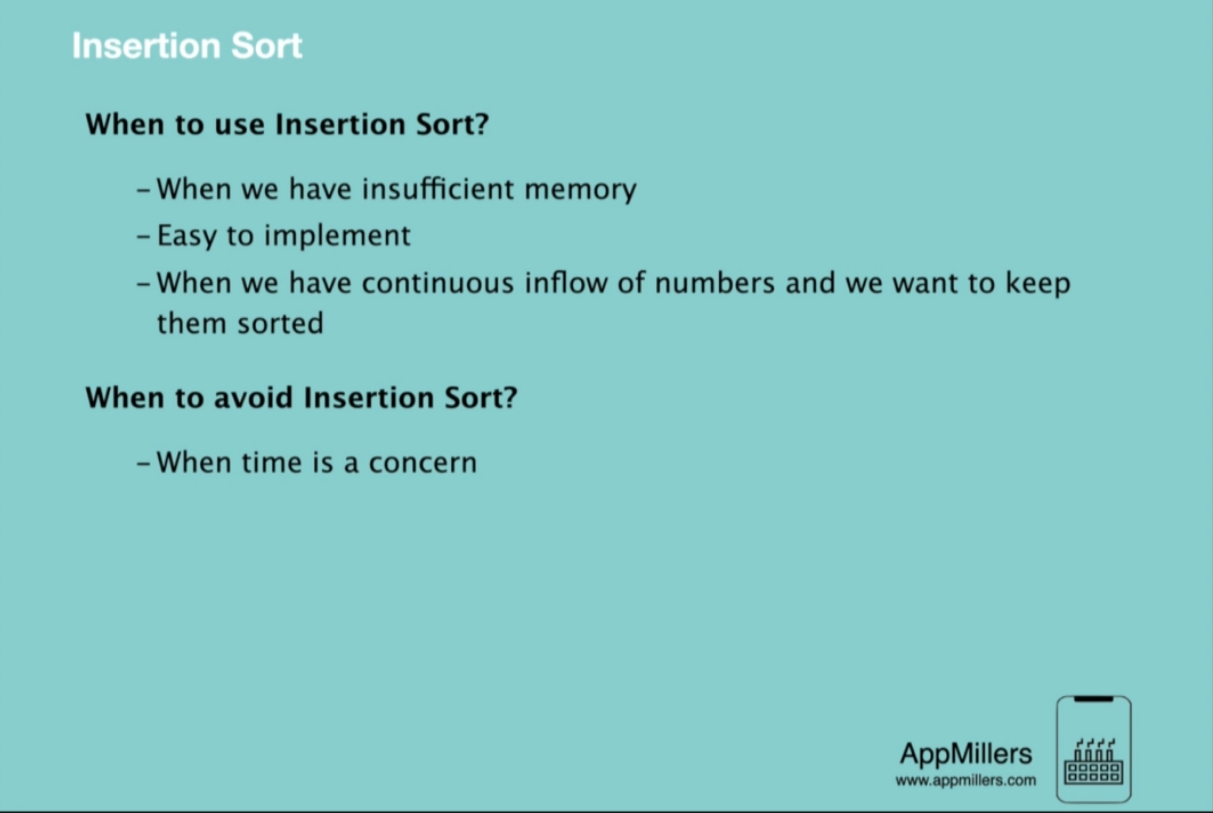 Insertion Sort
When to use Insertion Sort?
– When we have insufficient memory
– Easy to implement
– When we have continuous inflow of numbers and we want to keep
them sorted
When to avoid Insertion Sort?
– When time is a concern
AppMillers
www.appmillers.com